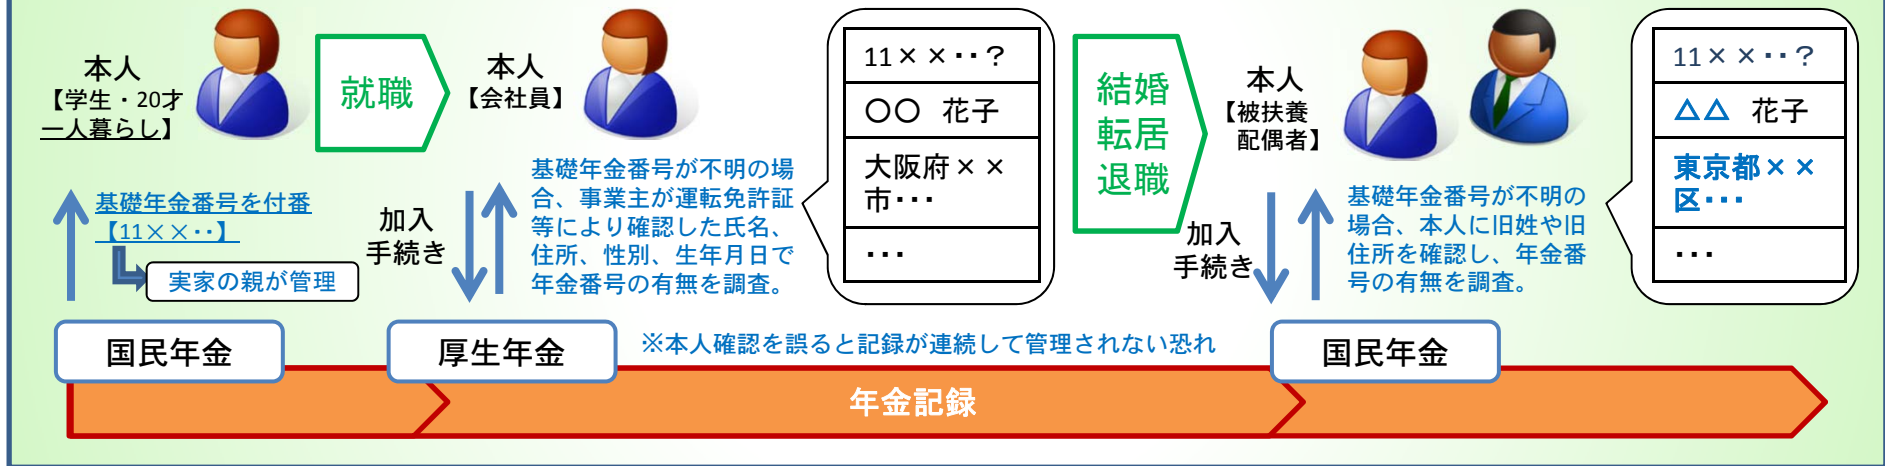 本人
【学生・20才
一人暮らし】
基礎年金番号を付番
【11××‥】
実家の親が管理
国民年金
就職
本人
【会社員】
加入
手続き
基礎年金番号が不明の場
合、事業主が運転免許証
等により確認した氏名、
住所、性別、生年月日で
年金番号の有無を調査。
厚生年金
11××‥？
〇〇 花子
大阪府××
市･･･
･･･
※本人確認を誤ると記録が連続して管理されない恐れ
結婚
転居
退職
本人
【被扶養
配偶者】
加入
手続き
基礎年金番号が不明の
場合、本人に旧姓や旧
住所を確認し、年金番
号の有無を調査。
国民年金
11××‥？
△△ 花子
東京都××
区･･･
･･･
年金記録